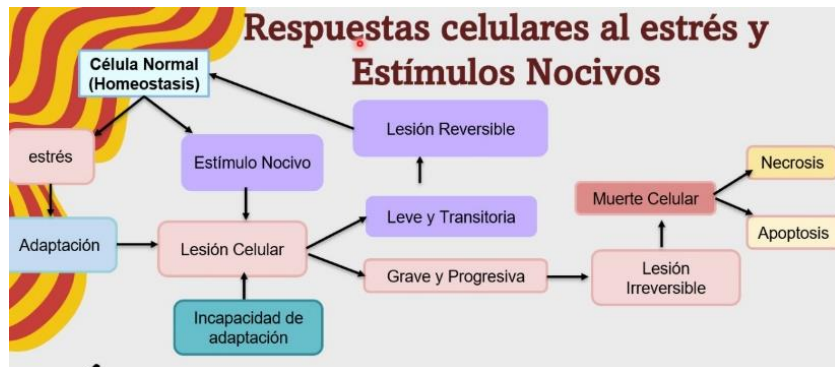 Respuestas celulares al estrés y
Estímulos Nocivos
Célula Normal
(Homeostasis)
estrés
Estímulo Nocivo
Lesión Reversible
Necrosis
Muerte Celular
Leve y Transitoria
Apoptosis
Adaptación
Lesión Celular
Grave y Progresiva
Lesión
Irreversible
Incapacidad de
adaptación